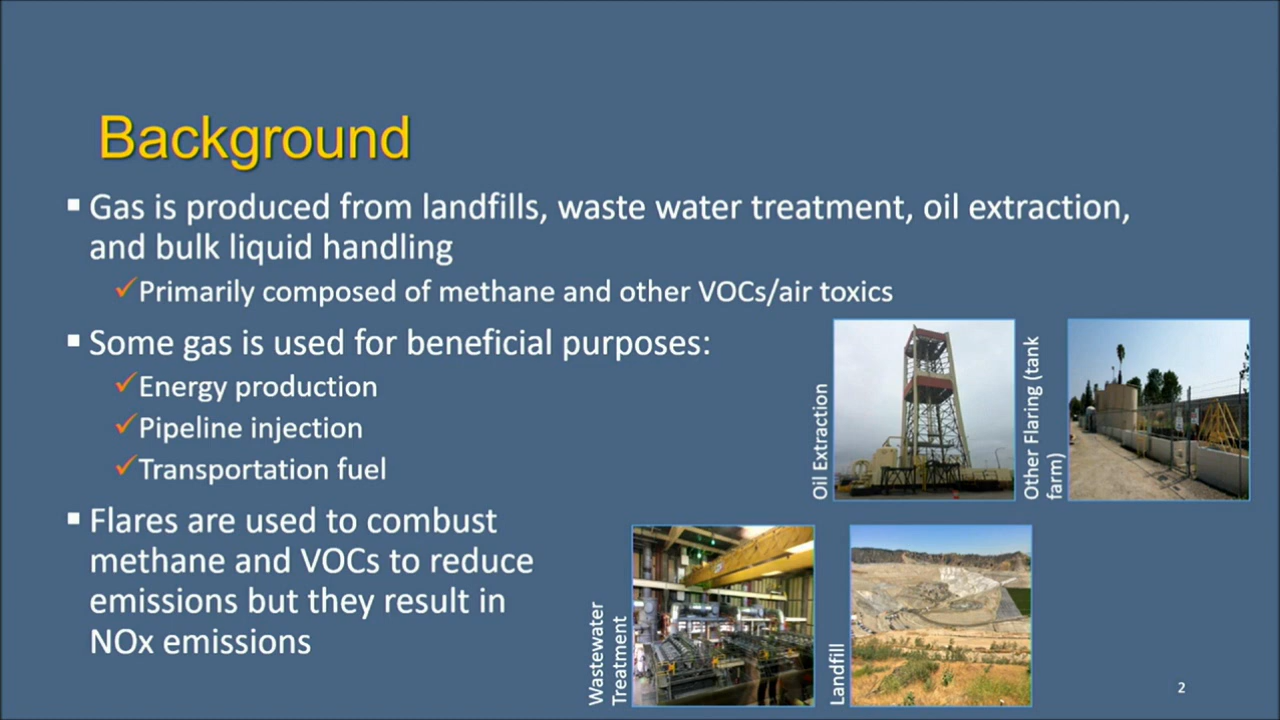 Background
▪ Gas is produced from landfills, waste water treatment, oil extraction,
and bulk liquid handling
✓Primarily composed of methane and other VOCs/air toxics
▪ Some gas is used for beneficial purposes:
✓Energy production
✓Pipeline injection
✓Transportation fuel
▪ Flares are used to combust
methane and VOCs to reduce
emissions but they result in
NOx emissions
Oil Extraction
Other Flaring (tank
farm)
Wastewater
Treatment
Landfill
2